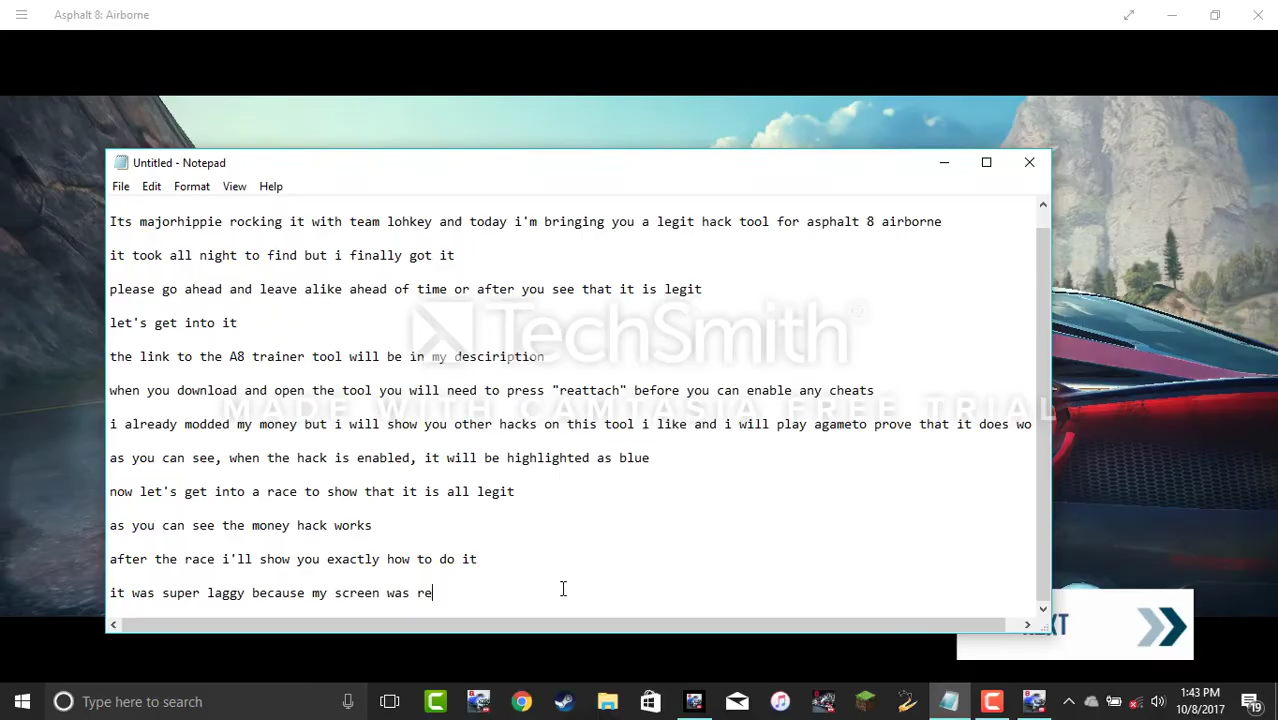 Asphalt 8: Airborne
Untitled - Notepad
File Edit Format View Help
Its majorhippie rocking it with team lohkey and today i'm bringing you a legit hack tool for asphalt 8 airborne
it took all night to find but i finally got it
please go ahead and leave alike ahead of time or after you see that it is legit
let's get into it
TechSmith
the link to the A8 trainer tool will be in my desciription
when you download and open the tool you will need to press "reattach" before you can enable any cheats
MADE WITH CAMTASIA FREE TRIAL
i already modded my money but i will show you other hacks on this tool i like and i will play agameto prove that it does wo
as you can see, when the hack is enabled, it will be highlighted as blue
now let's get into a race to show that it is all legit
as you can see the money hack works
after the race i'll show you exactly how to do it
it was super laggy because my screen was re
Type here to search
1:43 PM
10/8/2017
19